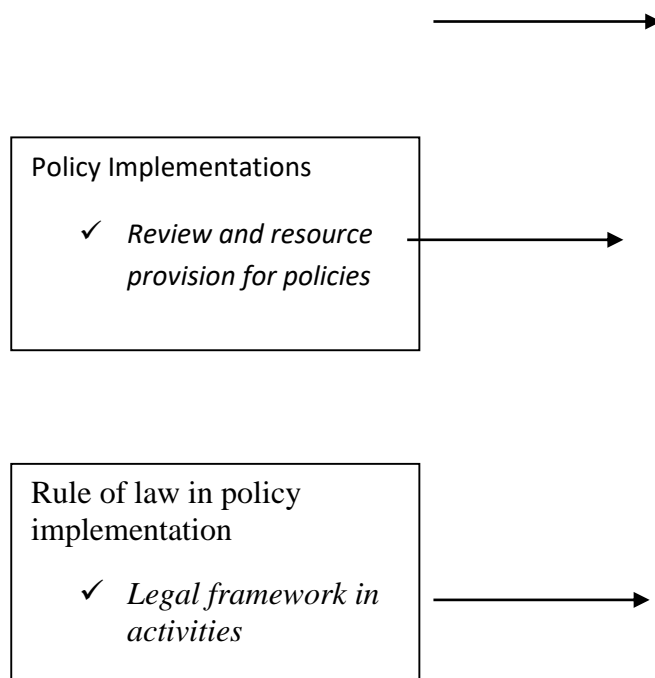 Policy Implementations
✓ Review and resource
provision for policies
Rule of law in policy
implementation
✓ Legal framework in
activities